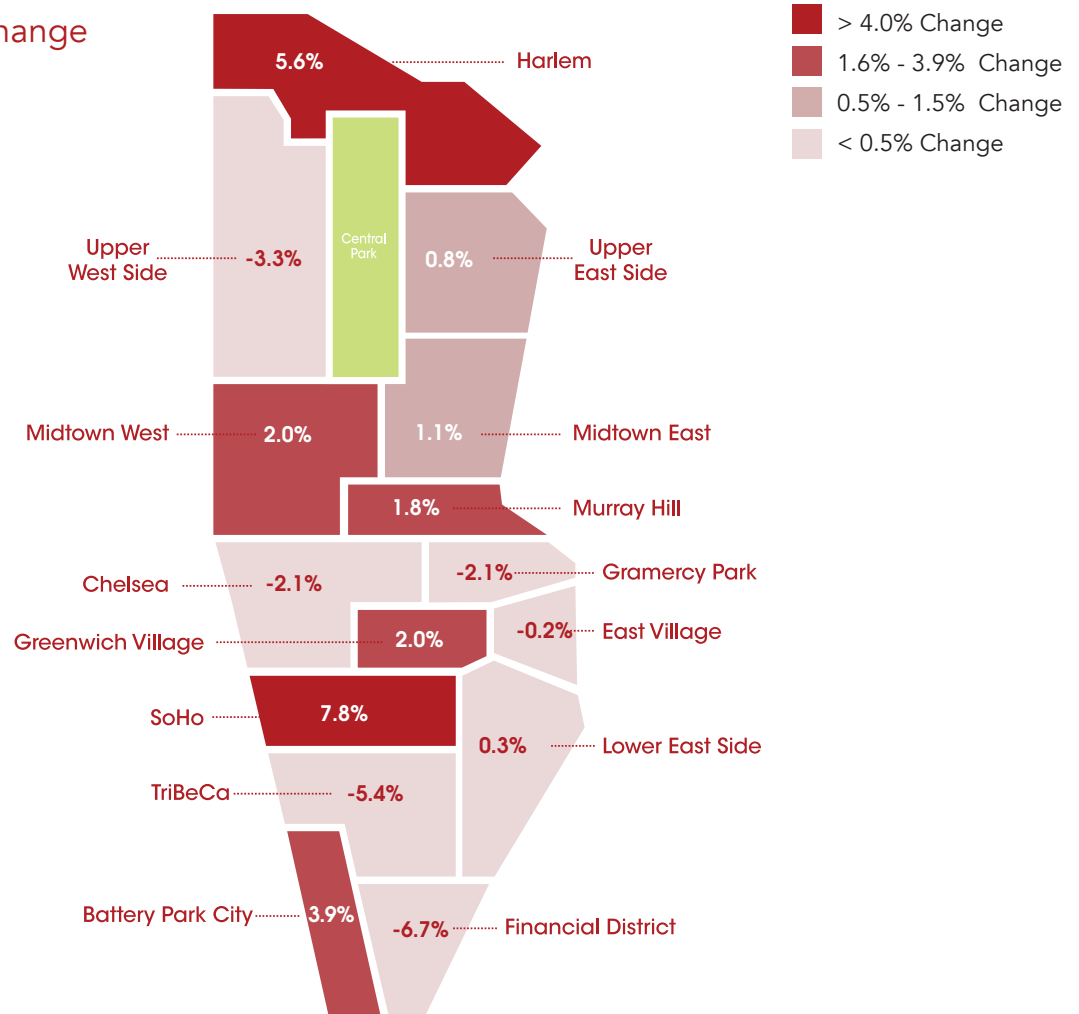 hange
> 4.0% Change
1.6% - 3.9% Change
0.5% - 1.5% Change
< 0.5% Change
5.6%
Harlem
Upper
West Side
-3.3%
Central
Park
0.8%
Upper
East Side
Midtown West
2.0%
1.1%
Midtown East
1.8%
Murray Hill
Chelsea
-2.1%
-2.1%
Gramercy Park
Greenwich Village
2.0%
-0.2%
East Village
SoHo
7.8%
0.3%
Lower East Side
TriBeCa
-5.4%
Battery Park City
3.9%
-6.7%
Financial District